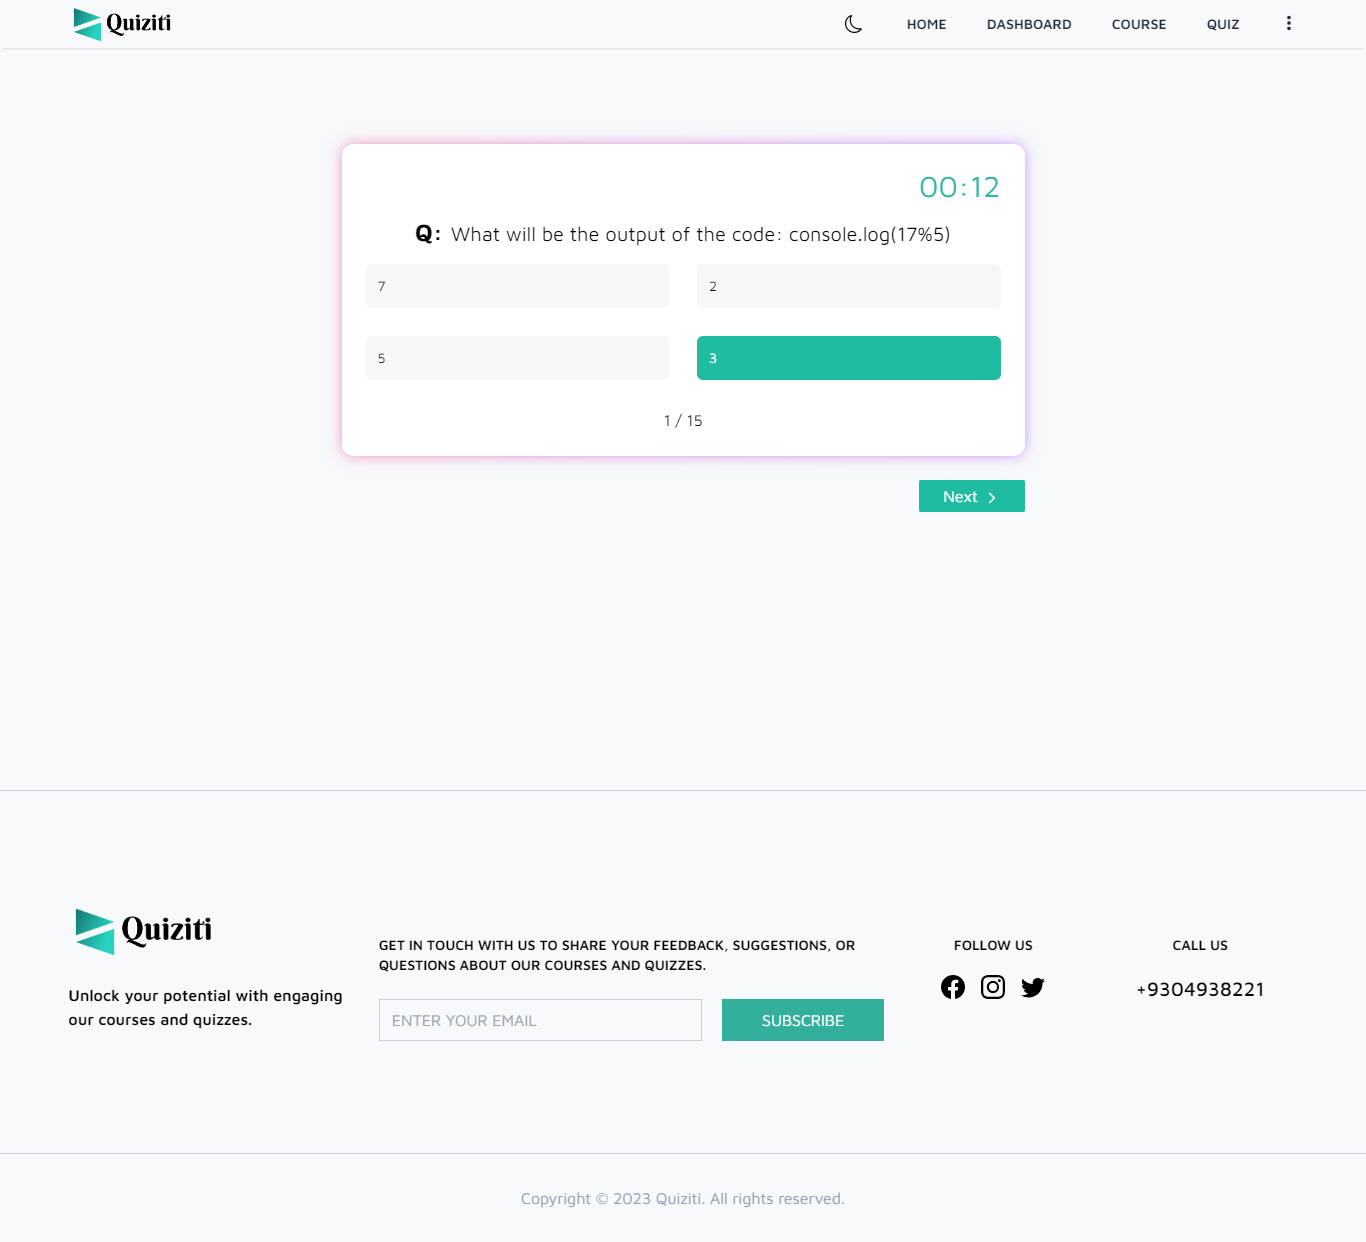 Quiziti
HOME DASHBOARD COURSE QUIZ
00:12
Q: What will be the output of the code: console.log(17%5)
7
2
5
3
1 / 15
Next
Quiziti
Unlock your potential with engaging
our courses and quizzes.
GET IN TOUCH WITH US TO SHARE YOUR FEEDBACK, SUGGESTIONS, OR
QUESTIONS ABOUT OUR COURSES AND QUIZZES.
ENTER YOUR EMAIL
SUBSCRIBE
FOLLOW US
CALL US
+9304938221
Copyright © 2023 Quiziti. All rights reserved.